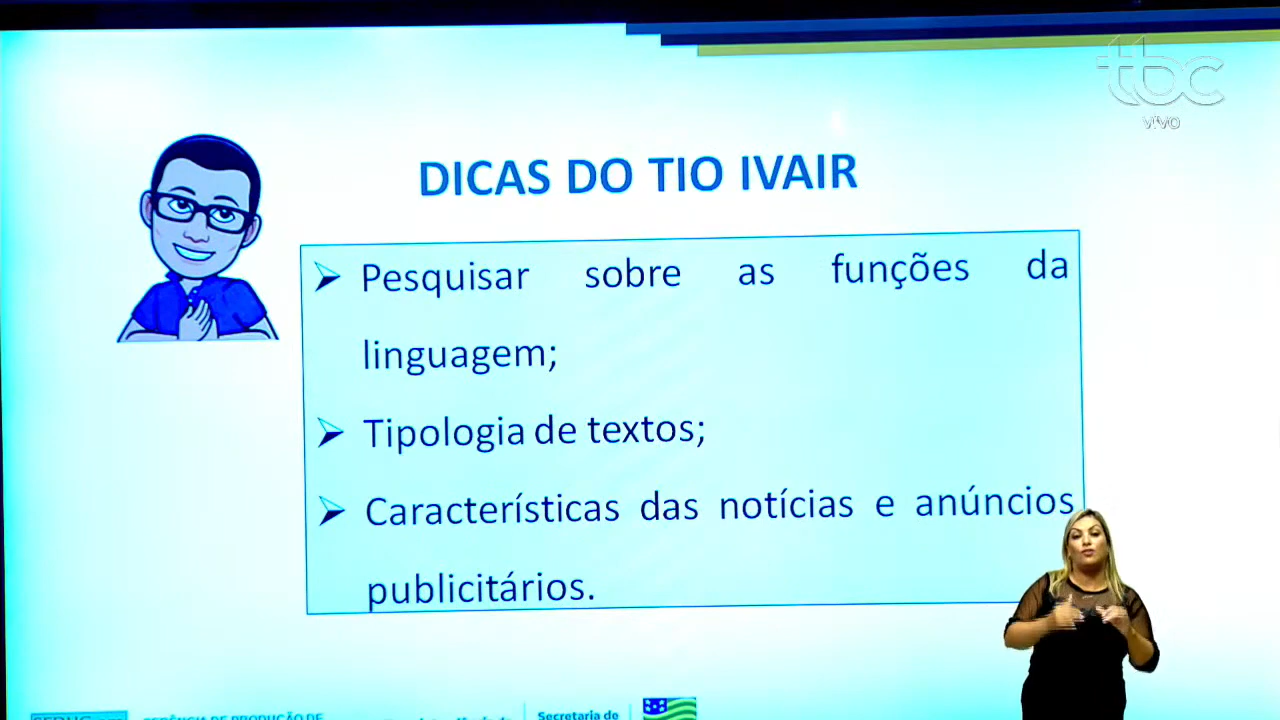 tbc
VIVO
DICAS DO TIO IVAIR
Pesquisar sobre as funções da
linguagem;
Tipologia de textos;
Características das notícias e anúncios
publicitários.
Secretaria de